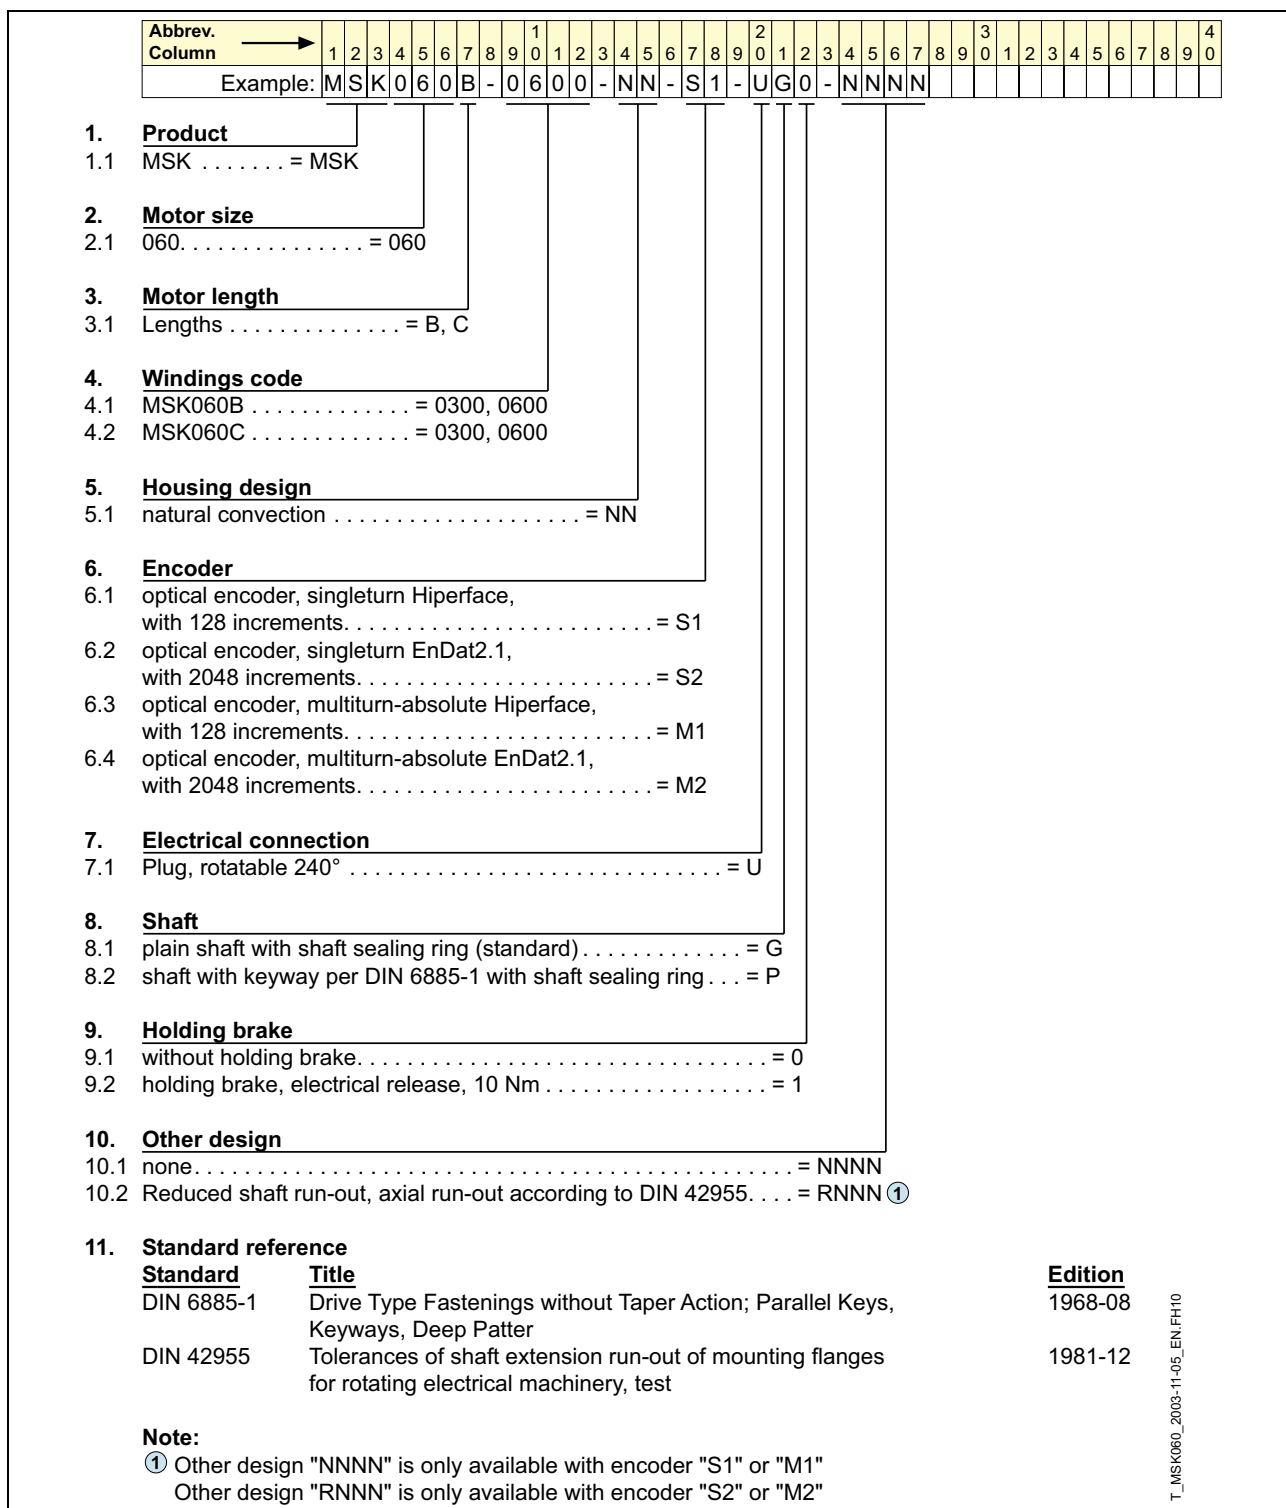 Abbrev.
Column 1 2 3 4 5 6 7 8 9 10 1 2 3 4 5 6 7 8 9 20 1 2 3 4 5 6 7 8 9 30 1 2 3 4 5 6 7 8 9 40
Example: M S K 0 6 0 B - 0 6 0 0 - N N - S 1 - U G 0 - N N N N
1. Product
1.1 MSK . . . . . . . = MSK
2. Motor size
2.1 060. . . . . . . . . . . . . . . = 060
3. Motor length
3.1 Lengths . . . . . . . . . . . . . . = B, C
4. Windings code
4.1 MSK060B . . . . . . . . . . . . . = 0300, 0600
4.2 MSK060C . . . . . . . . . . . . . = 0300, 0600
5. Housing design
5.1 natural convection . . . . . . . . . . . . . . . . . . . . = NN
6. Encoder
6.1 optical encoder, singleturn Hiperface,
with 128 increments. . . . . . . . . . . . . . . . . . . . . . . . . = S1
6.2 optical encoder, singleturn EnDat2.1,
with 2048 increments. . . . . . . . . . . . . . . . . . . . . . . . = S2
6.3 optical encoder, multiturn-absolute Hiperface,
with 128 increments. . . . . . . . . . . . . . . . . . . . . . . . . = M1
6.4 optical encoder, multiturn-absolute EnDat2.1,
with 2048 increments. . . . . . . . . . . . . . . . . . . . . . . . = M2
7. Electrical connection
7.1 Plug, rotatable 240° . . . . . . . . . . . . . . . . . . . . . . . . . . . . . . = U
8. Shaft
8.1 plain shaft with shaft sealing ring (standard) . . . . . . . . . . . . . = G
8.2 shaft with keyway per DIN 6885-1 with shaft sealing ring . . . = P
9. Holding brake
9.1 without holding brake. . . . . . . . . . . . . . . . . . . . . . . . . . . . . . . . . = 0
9.2 holding brake, electrical release, 10 Nm . . . . . . . . . . . . . . . . . . = 1
10. Other design
10.1 none. . . . . . . . . . . . . . . . . . . . . . . . . . . . . . . . . . . . . . . . . . . . . . . . = NNNN
10.2 Reduced shaft run-out, axial run-out according to DIN 42955. . . . = RNNN 1
11. Standard reference
Standard Title Edition
DIN 6885-1 Drive Type Fastenings without Taper Action; Parallel Keys, 1968-08
Keyways, Deep Patter
DIN 42955 Tolerances of shaft extension run-out of mounting flanges 1981-12
for rotating electrical machinery, test
Note:
1 Other design "NNNN" is only available with encoder "S1" or "M1"
Other design "RNNN" is only available with encoder "S2" or "M2"
T_MSK060_2003-11-05_EN.FH10